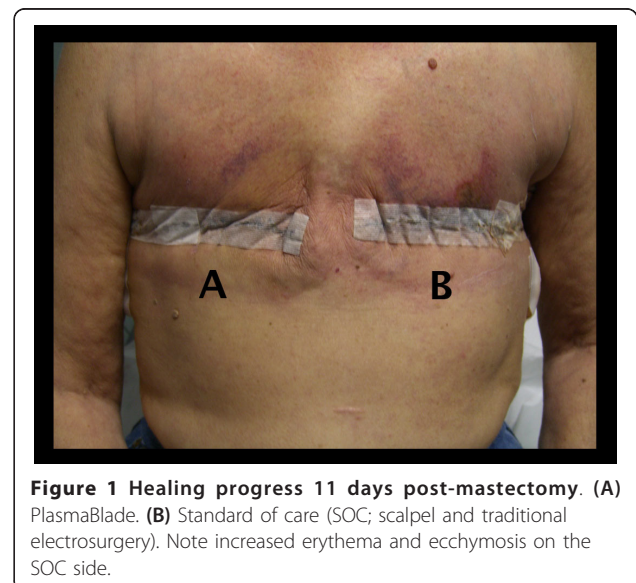 A
B
Figure 1 Healing progress 11 days post-mastectomy. (A)
PlasmaBlade. (B) Standard of care (SOC; scalpel and traditional
electrosurgery). Note increased erythema and ecchymosis on the
SOC side.